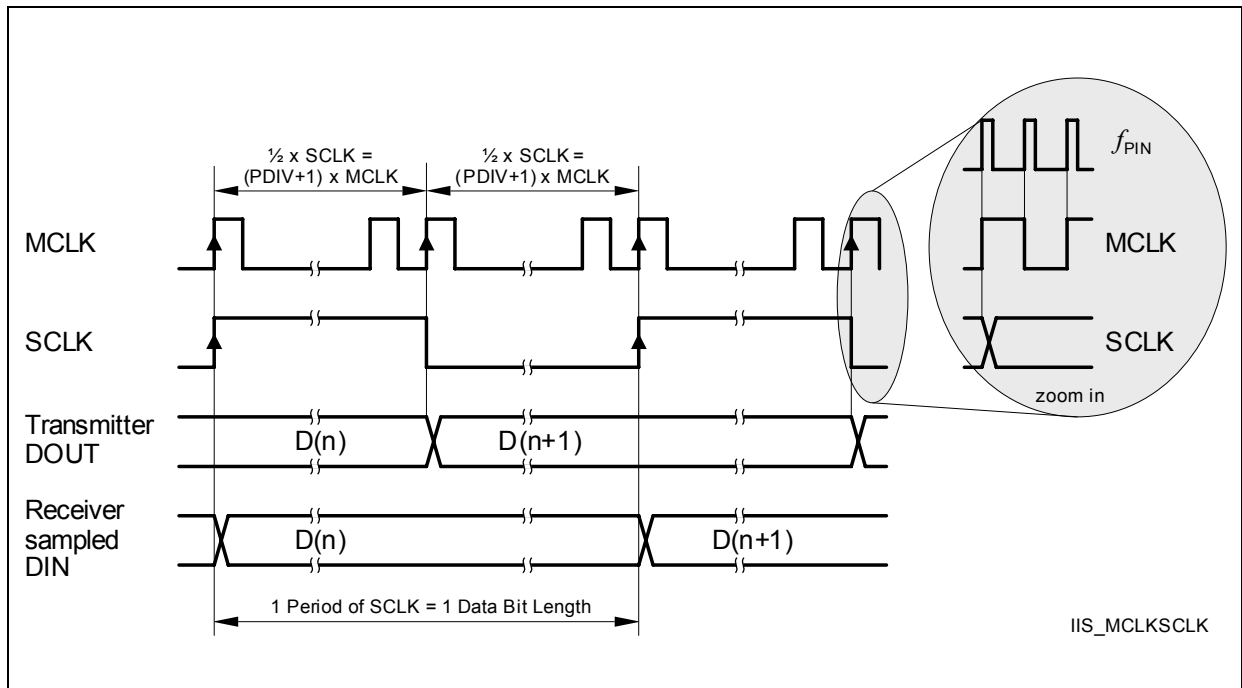 ½ x SCLK =
(PDIV+1) x MCLK
½ x SCLK =
(PDIV+1) x MCLK
fPIN
MCLK
MCLK
SCLK
SCLK
zoom in
Transmitter
DOUT
D(n)
D(n+1)
Receiver
sampled
DIN
D(n)
D(n+1)
1 Period of SCLK = 1 Data Bit Length
IIS_MCLKSCLK